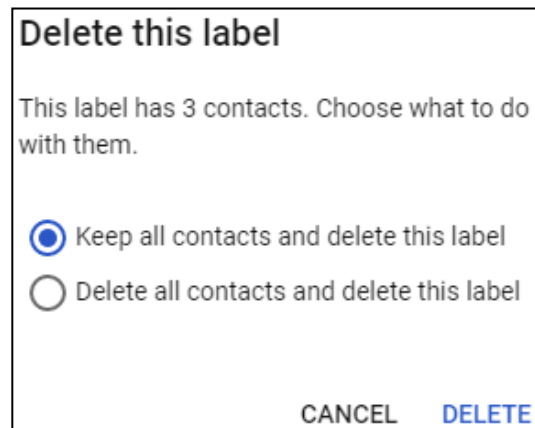 Delete this label
This label has 3 contacts. Choose what to do
with them.
Keep all contacts and delete this label
Delete all contacts and delete this label
CANCEL DELETE